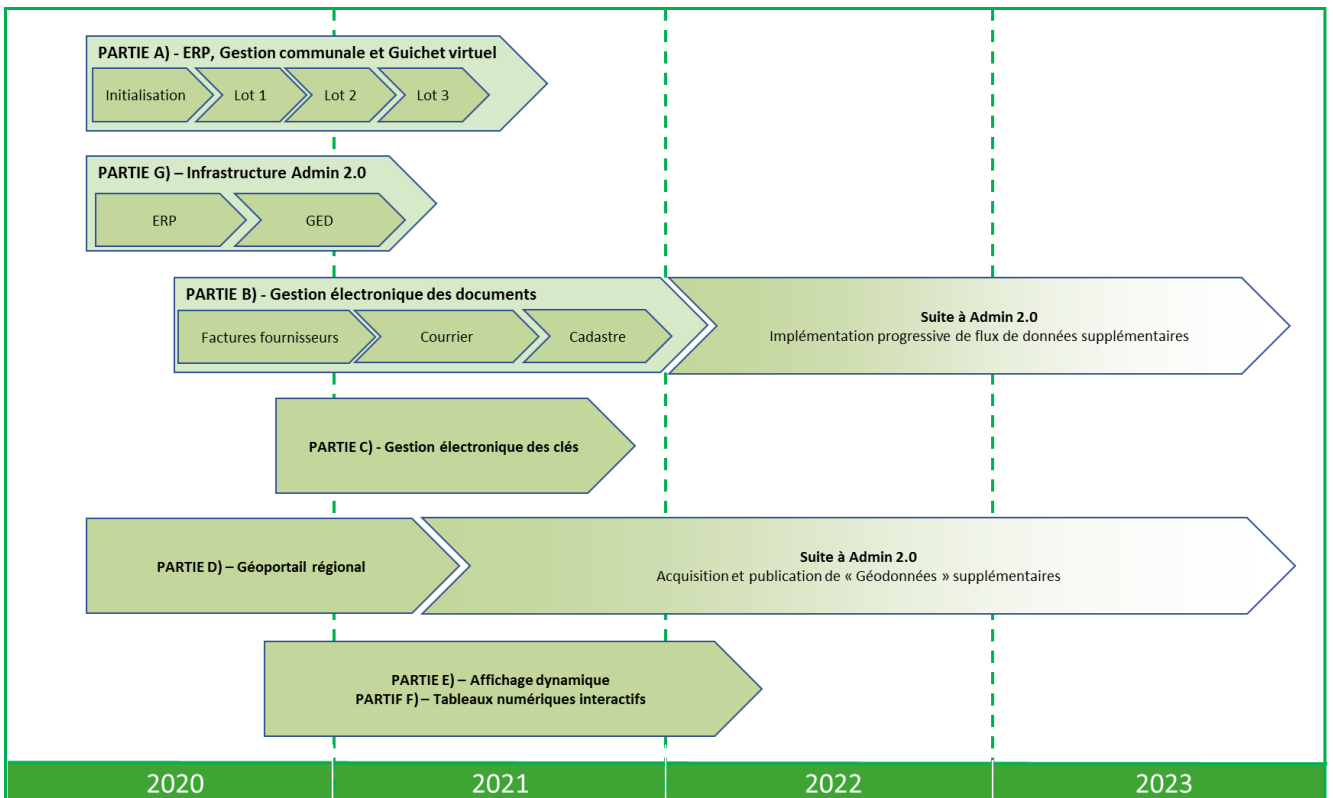 PARTIE A) - ERP, Gestion communale et Guichet virtuel
Initialisation
Lot 1
Lot 2
Lot 3
PARTIE G) – Infrastructure Admin 2.0
ERP
GED
PARTIE B) - Gestion électronique des documents
Factures fournisseurs
Courrier
Cadastre
Suite à Admin 2.0
Implémentation progressive de flux de données supplémentaires
PARTIE C) - Gestion électronique des clés
PARTIE D) – Géoportail régional
Suite à Admin 2.0
Acquisition et publication de « Géodonnées » supplémentaires
PARTIE E) – Affichage dynamique
PARTIF F) – Tableaux numériques interactifs
2020
2021
2022
2023